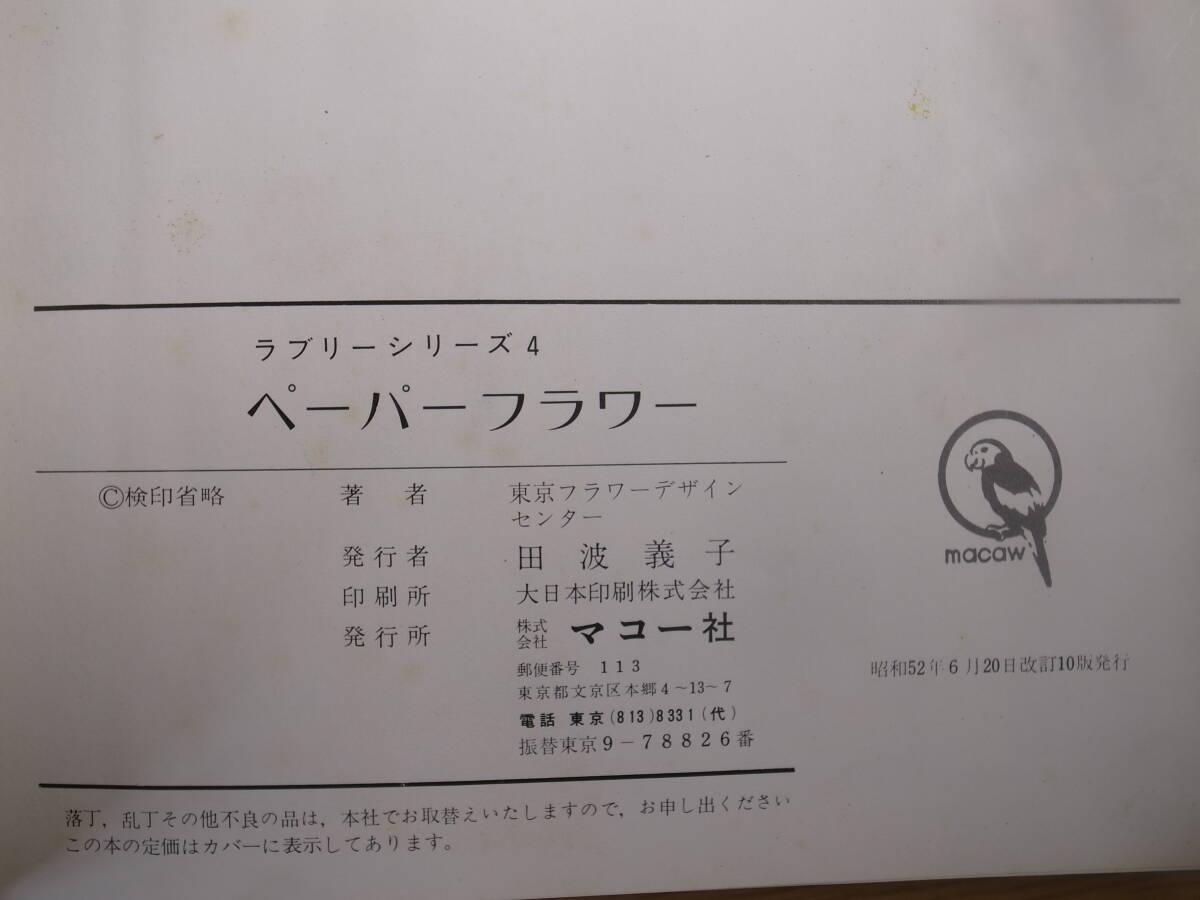 ラブリーシリーズ4
ペーパーフラワー
Ⓒ検印省略
著者 東京フラワーデザイン
センター
発行者 田波義子
印刷所 大日本印刷株式会社
発行所 株式会社 マコー社
郵便番号 113
東京都文京区本郷4〜13〜7
電話 東京(813)8331(代)
振替東京9-78826番
macaw
昭和52年6月20日改訂10版発行
落丁,乱丁その他不良の品は,本社でお取替えいたしますので,お申し出ください
この本の定価はカバーに表示してあります。